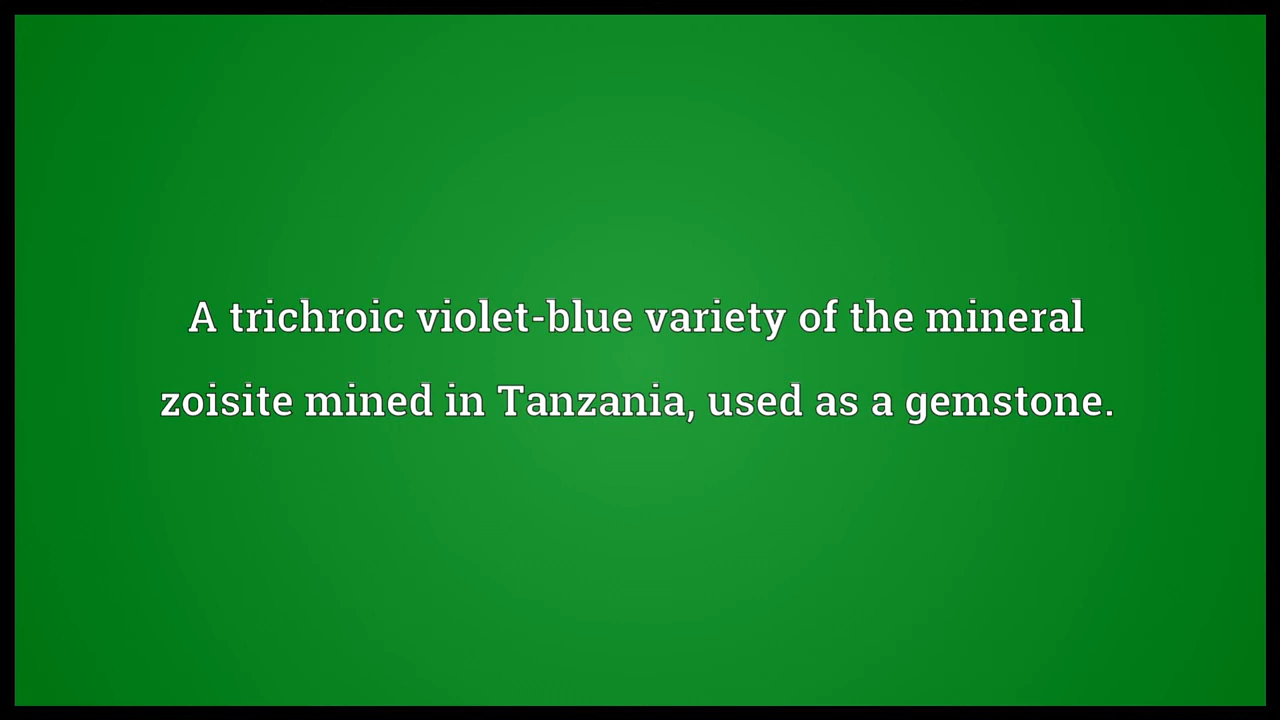 A trichroic violet-blue variety of the mineral
zoisite mined in Tanzania, used as a gemstone.